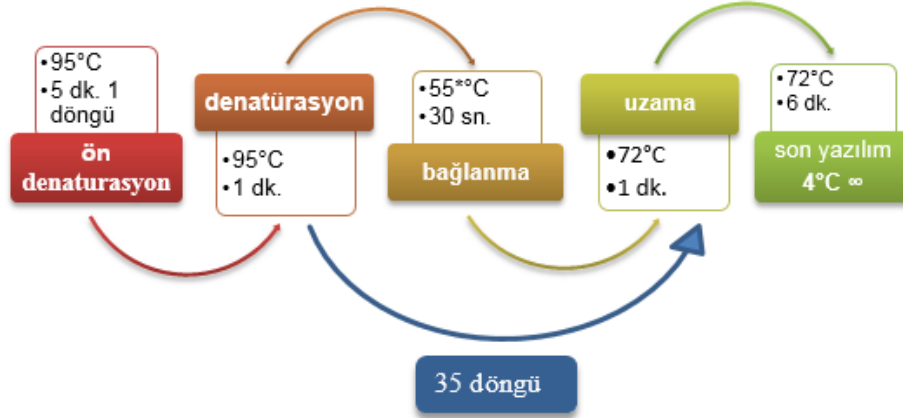 •95°C
•5 dk. 1
döngü
ön
denaturasyon
denatürasyon
•95°C
•1 dk.
•55*°C
•30 sn.
bağlanma
uzama
•72°C
•1 dk.
•72°C
•6 dk.
son yazılım
4°C ∞
35 döngü